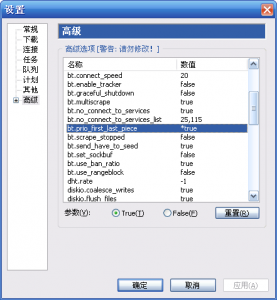 设置
常规
下载
连接
任务
队列
计划
其他
高级
高级
高级选项 [警告: 请勿修改! ]
名称 数值
bt.connect_speed 20
bt.enable_tracker false
bt.graceful_shutdown false
bt.multiscrape true
bt.no_connect_to_services true
bt.no_connect_to_services_list 25,115
bt.prio_first_last_piece *true
bt.scrape_stopped false
bt.send_have_to_seed true
bt.set_sockbuf false
bt.use_ban_ratio true
bt.use_rangeblock false
dht.rate -1
diskio.coalesce_writes true
diskio.flush_files true
参数(V): True(T) False(F) 重置(R)
确定 取消 应用(A)